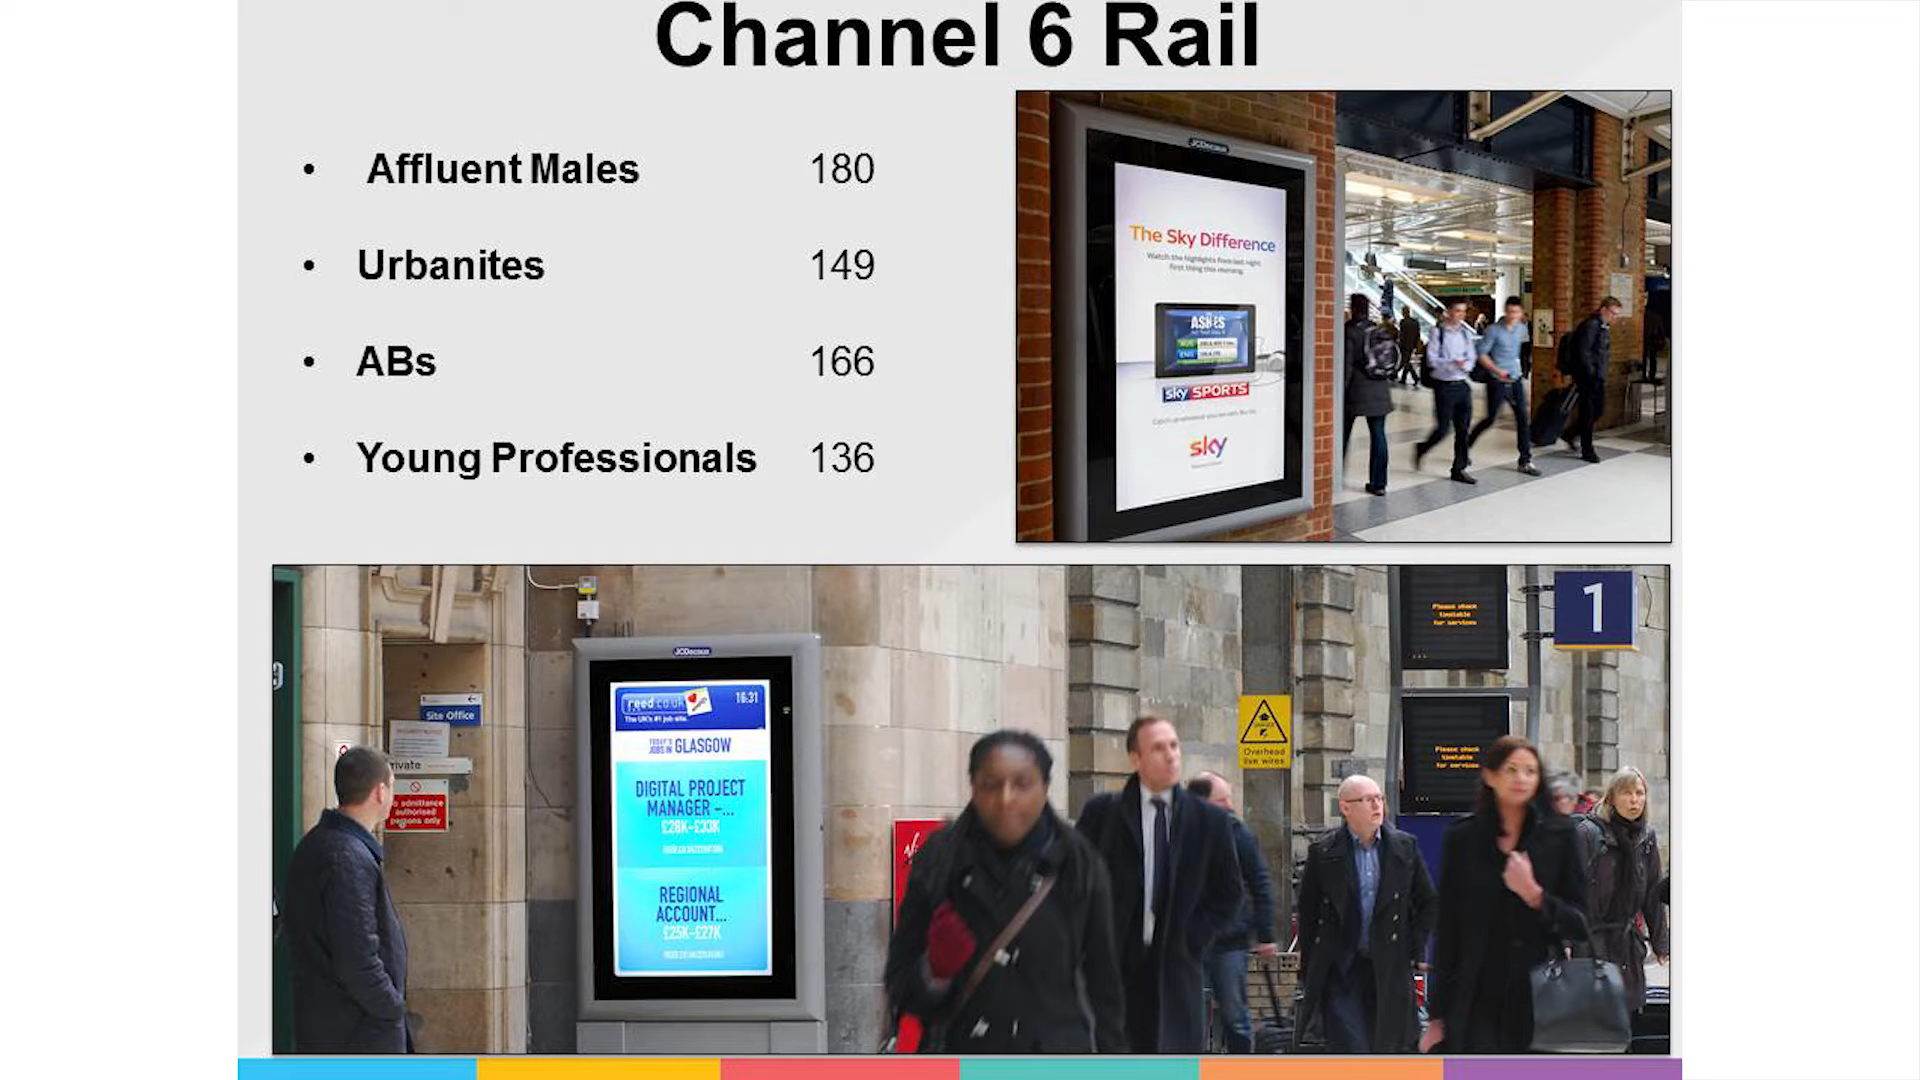 Channel 6 Rail
• Affluent Males 180
• Urbanites 149
• ABs 166
• Young Professionals 136
JCDecaux
The Sky Difference
Watch the highlights from last night,
first thing this morning.
ASHES
AUS
ENG
sky SPORTS
sky
JCDecaux
reed.co.uk
16:31
The UK's #1 job site.
TODAY'S
JOBS IN GLASGOW
DIGITAL PROJECT
MANAGER –...
£28K–£33K
REGIONAL
ACCOUNT...
£25K–£27K
Site Office
Private
No admittance
authorised
persons only
DANGER
Overhead
live wires
Please check
timetable
for services
Please check
timetable
for services
1